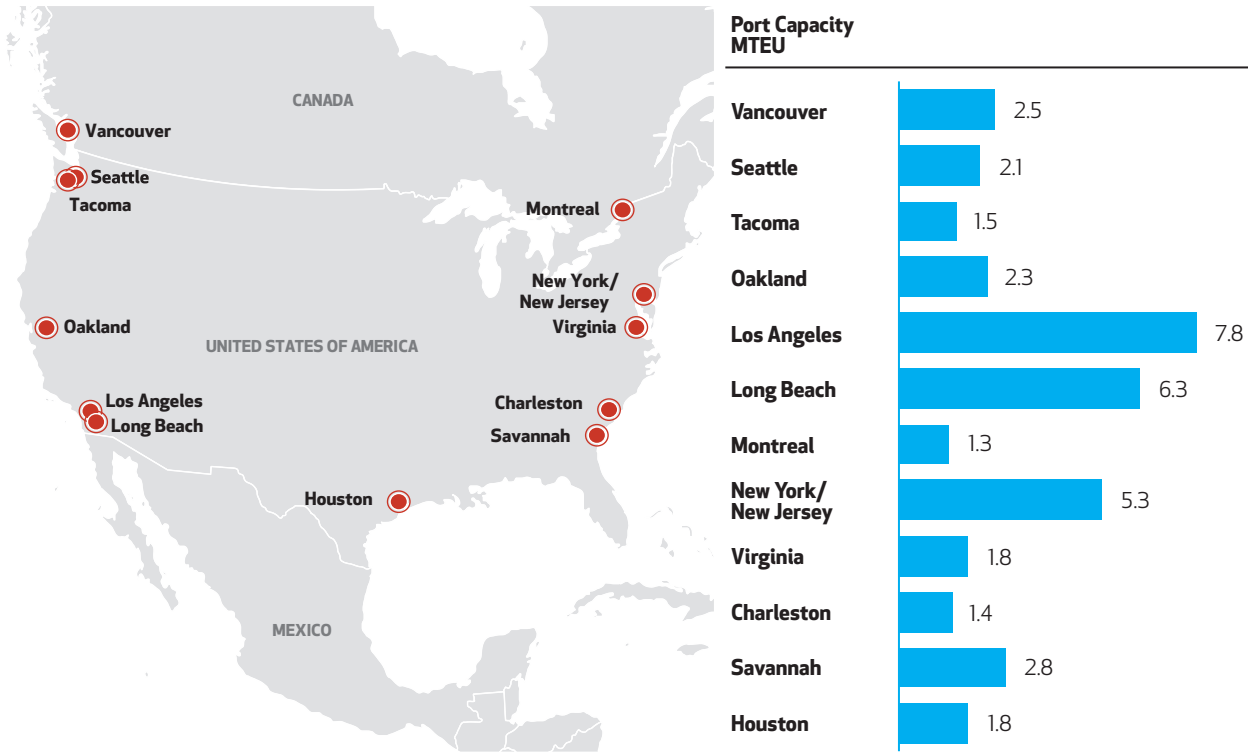 CANADA
Vancouver
Seattle
Tacoma
Montreal
New York/
New Jersey
Oakland
Virginia
UNITED STATES OF AMERICA
Los Angeles
Long Beach
Charleston
Savannah
Houston
MEXICO
Port Capacity
MTEU
Vancouver 2.5
Seattle 2.1
Tacoma 1.5
Oakland 2.3
Los Angeles 7.8
Long Beach 6.3
Montreal 1.3
New York/
New Jersey 5.3
Virginia 1.8
Charleston 1.4
Savannah 2.8
Houston 1.8